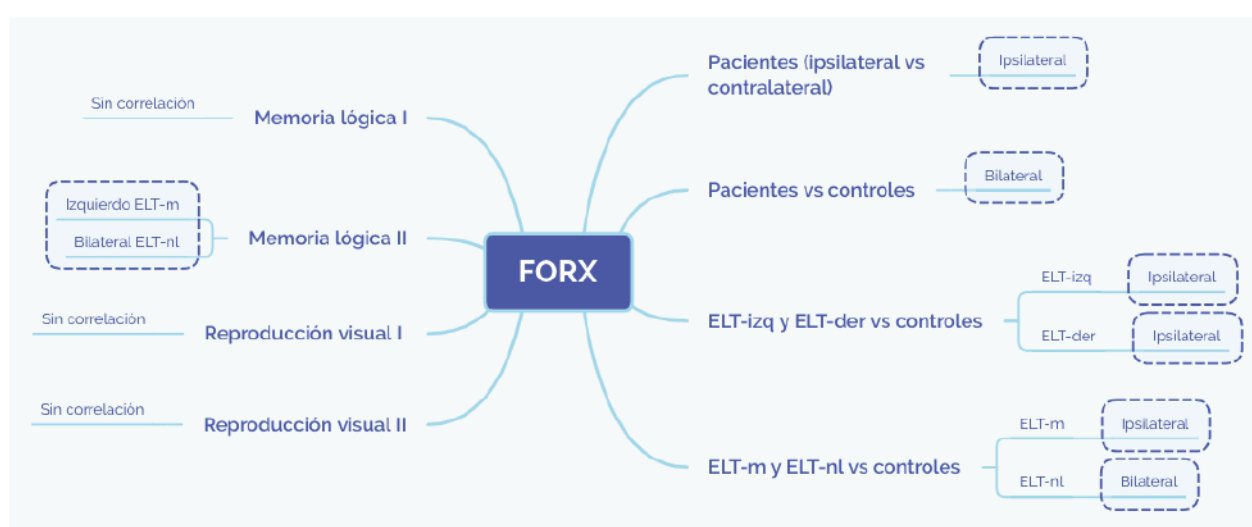 FORX
Sin correlación
Memoria lógica I
Izquierdo ELT-m
Bilateral ELT-nl
Memoria lógica II
Sin correlación
Reproducción visual I
Sin correlación
Reproducción visual II
Pacientes (ipsilateral vs
contralateral)
Ipsilateral
Pacientes vs controles
Bilateral
ELT-izq y ELT-der vs controles
ELT-izq
Ipsilateral
ELT-der
Ipsilateral
ELT-m y ELT-nl vs controles
ELT-m
Ipsilateral
ELT-nl
Bilateral